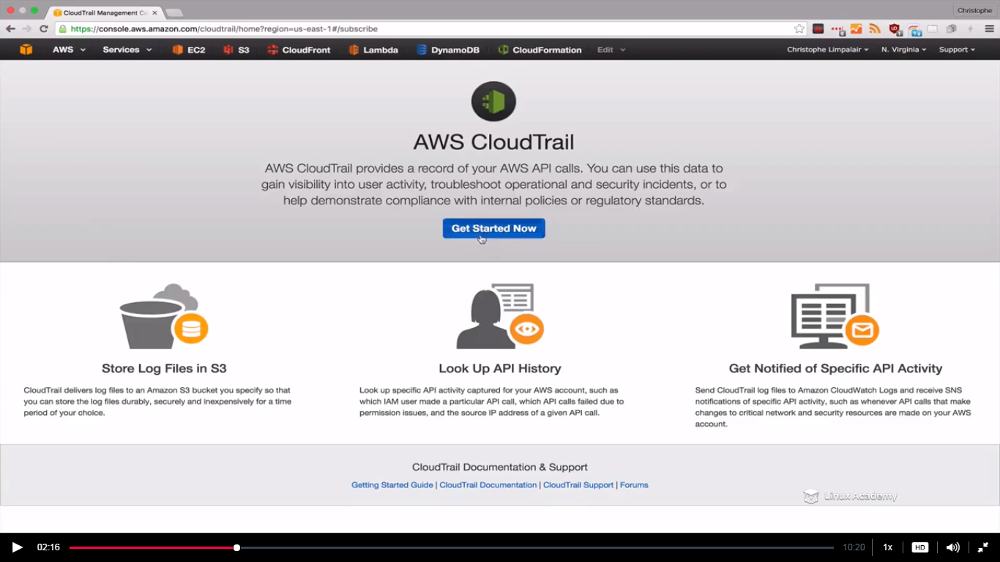 CloudTrail Management Co
Christophe
https://console.aws.amazon.com/cloudtrail/home?region=us-east-1#/subscribe
AWS Services EC2 S3 CloudFront Lambda DynamoDB CloudFormation Edit Christophe Limpalair N. Virginia Support
AWS CloudTrail
AWS CloudTrail provides a record of your AWS API calls. You can use this data to
gain visibility into user activity, troubleshoot operational and security incidents, or to
help demonstrate compliance with internal policies or regulatory standards.
Get Started Now
Store Log Files in S3
CloudTrail delivers log files to an Amazon S3 bucket you specify so that
you can store the log files durably, securely and inexpensively for a time
period of your choice.
Look Up API History
Look up specific API activity captured for your AWS account, such as
which IAM user made a particular API call, which API calls failed due to
permission issues, and the source IP address of a given API call.
Get Notified of Specific API Activity
Send CloudTrail log files to Amazon CloudWatch Logs and receive SNS
notifications of specific API activity, such as whenever API calls that make
changes to critical network and security resources are made on your AWS
account.
CloudTrail Documentation & Support
Getting Started Guide | CloudTrail Documentation | CloudTrail Support | Forums
Linux Academy
02:16 10:20 1x HD